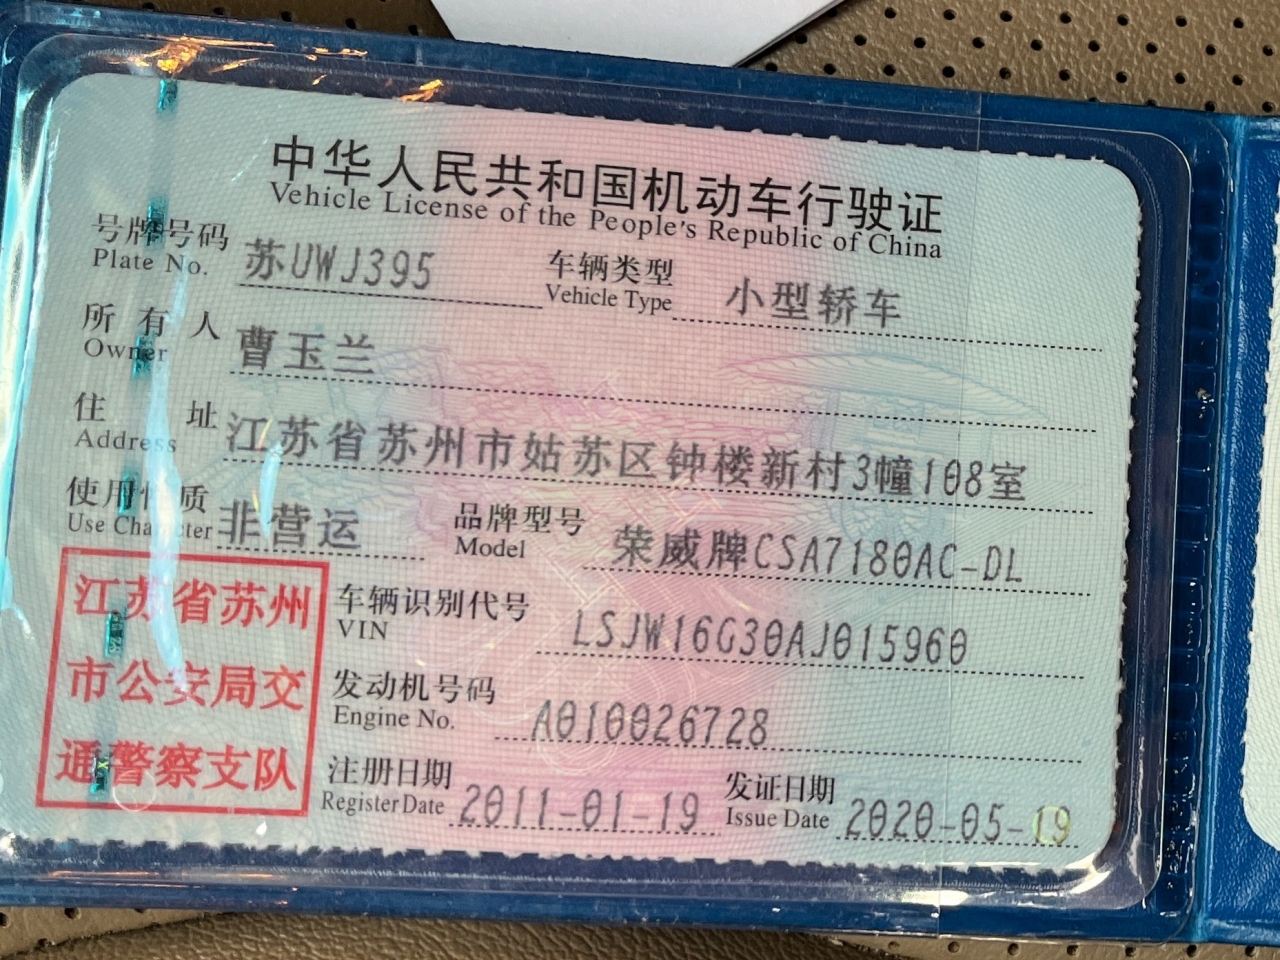 中华人民共和国机动车行驶证
Vehicle License of the People's Republic of China
号牌号码 苏UWJ395 车辆类型 小型轿车
Plate No. Vehicle Type
所有人 曹玉兰
Owner
住址 江苏省苏州市姑苏区钟楼新村3幢108室
Address
使用性质 非营运 品牌型号 荣威牌CSA7180AC-DL
Use Character Model
江苏省苏州
市公安局交
通警察支队
车辆识别代号 LSJW16G30AJ015960
VIN
发动机号码 A010026728
Engine No.
注册日期 2011-01-19 发证日期 2020-05-19
Register Date Issue Date